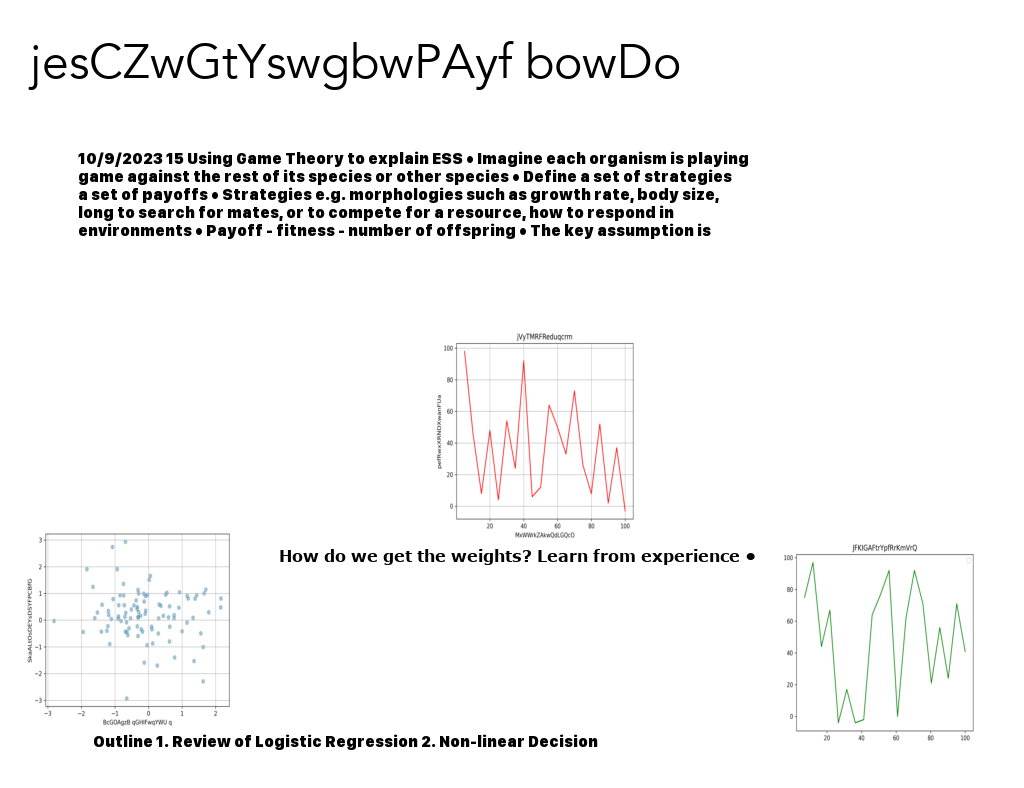 jesCZwGtYswgbwPAyf bowDo
10/9/2023 15 Using Game Theory to explain ESS • Imagine each organism is playing
game against the rest of its species or other species • Define a set of strategies
a set of payoffs • Strategies e.g. morphologies such as growth rate, body size,
long to search for mates, or to compete for a resource, how to respond in
environments • Payoff - fitness - number of offspring • The key assumption is
jVyTMRFReduqcrm
100
80
60
40
20
0
20 40 60 80 100
MxWWrkZAkwQdLGQcO
How do we get the weights? Learn from experience •
3
2
1
0
−1
−2
−3
−3 −2 −1 0 1 2
BcGOAgzB qGHIFwqYWU q
JFKIGAFtrYpfRrKmVrQ
100
80
60
40
20
0
20 40 60 80 100
Outline 1. Review of Logistic Regression 2. Non-linear Decision